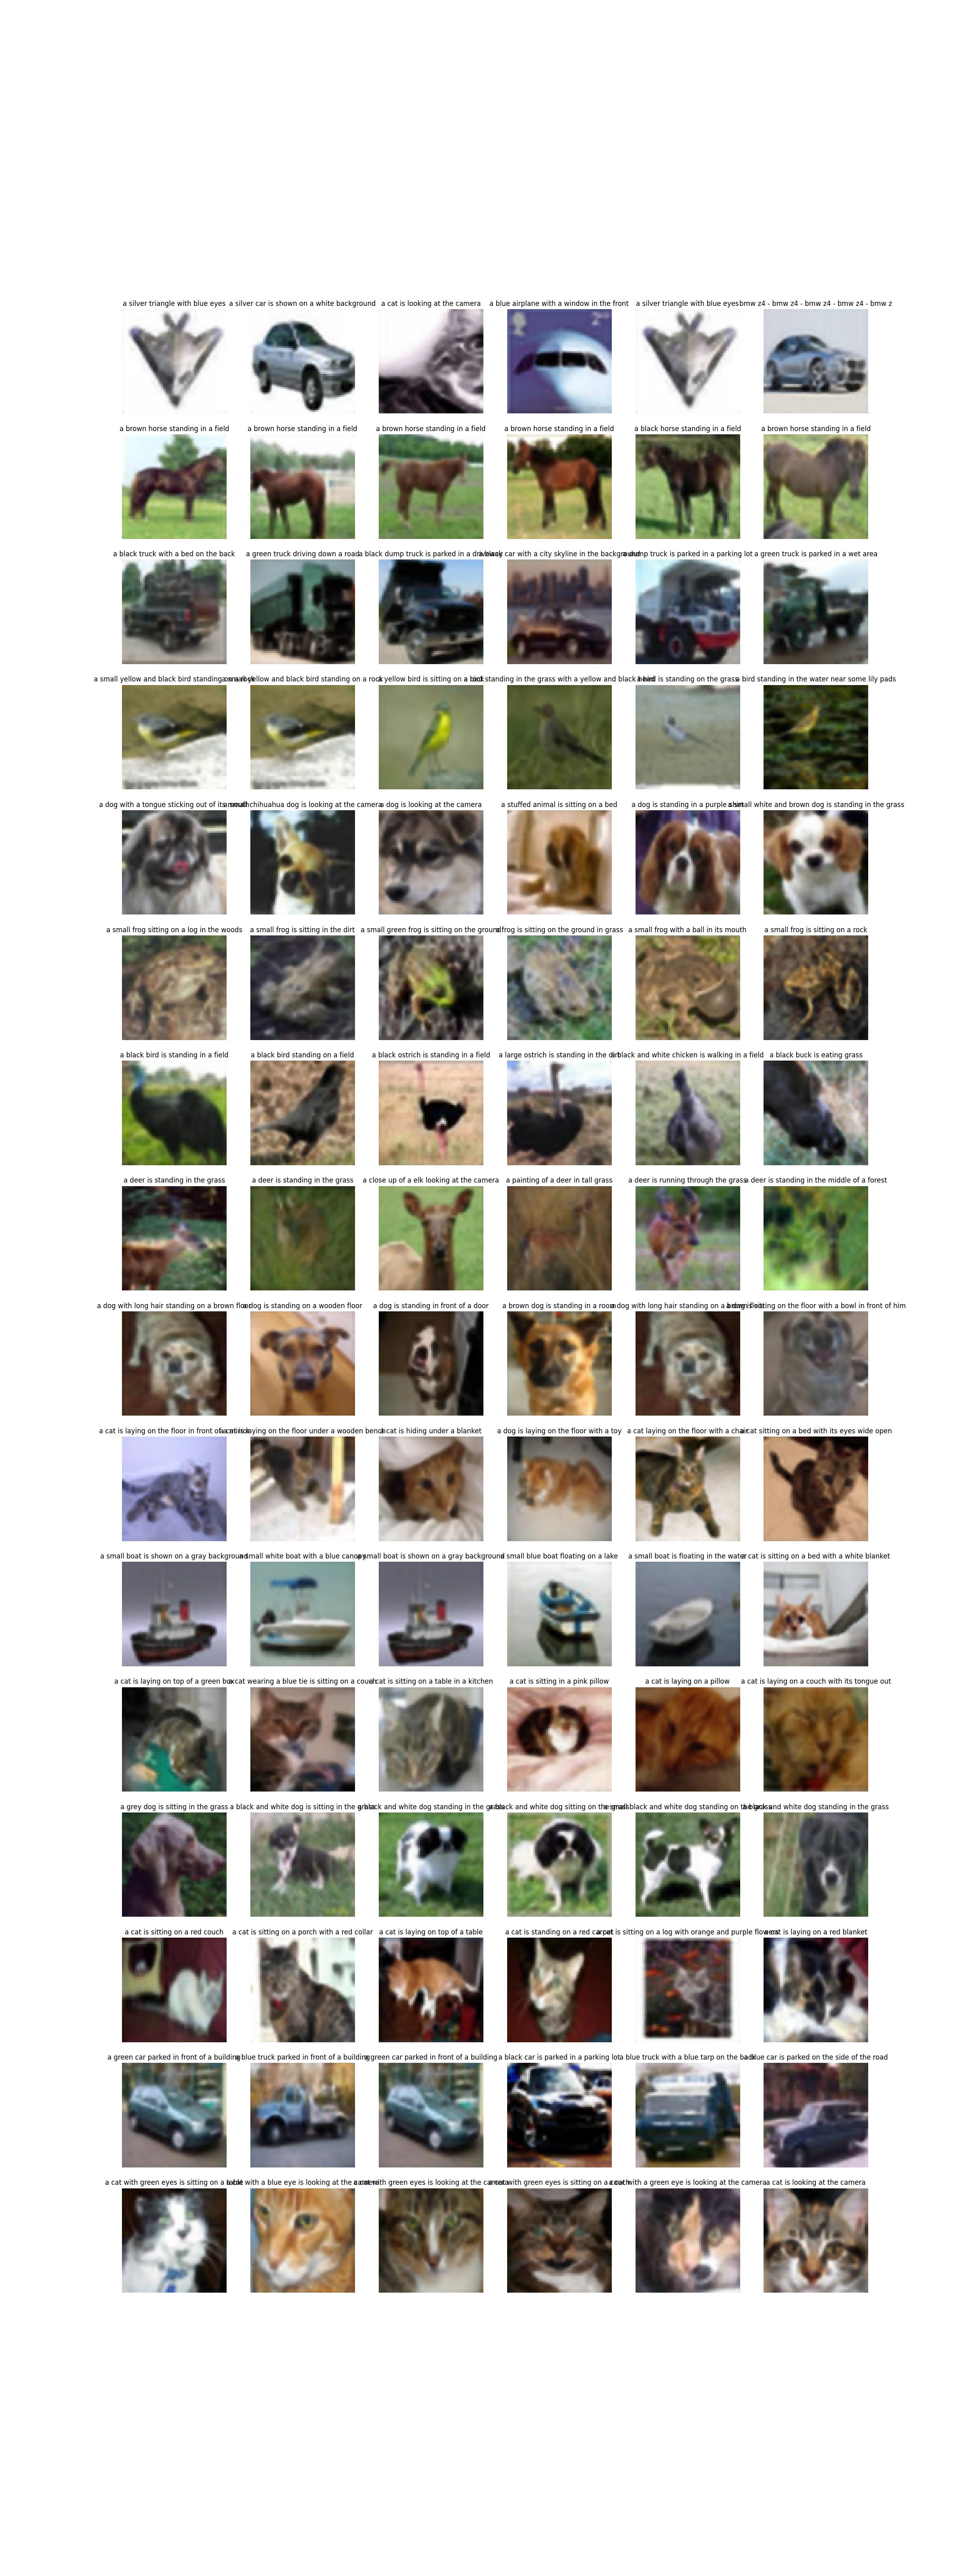 a silver triangle with blue eyes
a silver car is shown on a white background
a cat is looking at the camera
a blue airplane with a window in the front
a silver triangle with blue eyes
bmw z4 - bmw z4 - bmw z4 - bmw z4 - bmw z
a brown horse standing in a field
a brown horse standing in a field
a brown horse standing in a field
a brown horse standing in a field
a black horse standing in a field
a brown horse standing in a field
a black truck with a bed on the back
a green truck driving down a road
a black dump truck is parked in a driveway
a black car with a city skyline in the background
a dump truck is parked in a parking lot
a green truck is parked in a wet area
a small yellow and black bird standing on a rock
a small yellow and black bird standing on a rock
a yellow bird is sitting on a rock
a bird standing in the grass with a yellow and black head
a bird is standing on the grass
a bird standing in the water near some lily pads
a dog with a tongue sticking out of its mouth
a small chihuahua dog is looking at the camera
a dog is looking at the camera
a stuffed animal is sitting on a bed
a dog is standing in a purple shirt
a small white and brown dog is standing in the grass
a small frog sitting on a log in the woods
a small frog is sitting in the dirt
a small green frog is sitting on the ground
a frog is sitting on the ground in grass
a small frog with a ball in its mouth
a small frog is sitting on a rock
a black bird is standing in a field
a black bird standing on a field
a black ostrich is standing in a field
a large ostrich is standing in the dirt
a black and white chicken is walking in a field
a black buck is eating grass
a deer is standing in the grass
a deer is standing in the grass
a close up of a elk looking at the camera
a painting of a deer in tall grass
a deer is running through the grass
a deer is standing in the middle of a forest
a dog with long hair standing on a brown floor
a dog is standing on a wooden floor
a dog is standing in front of a door
a brown dog is standing in a room
a dog with long hair standing on a brown floor
a dog is sitting on the floor with a bowl in front of him
a cat is laying on the floor in front of a
a cat is laying on the floor under a wooden bench
a cat is hiding under a blanket
a dog is laying on the floor with a toy
a cat laying on the floor with a chair
a cat sitting on a bed with its eyes wide open
a small boat is shown on a gray background
a small white boat with a blue canopy
a small boat is shown on a gray background
a small blue boat floating on a lake
a small boat is floating in the water
a cat is sitting on a bed with a white blanket
a cat is laying on top of a green box
a cat wearing a blue tie is sitting on a couch
a cat is sitting on a table in a kitchen
a cat is sitting in a pink pillow
a cat is laying on a pillow
a cat is laying on a couch with its tongue out
a grey dog is sitting in the grass
a black and white dog is sitting in the grass
a black and white dog standing in the grass
a black and white dog sitting on the grass
a small black and white dog standing on the grass
a black and white dog standing in the grass
a cat is sitting on a red couch
a cat is sitting on a porch with a red collar
a cat is laying on top of a table
a cat is standing on a red carpet
a cat is sitting on a log with orange and purple flowers
a cat is laying on a red blanket
a green car parked in front of a building
a blue truck parked in front of a building
a green car parked in front of a building
a black car is parked in a parking lot
a blue truck with a blue tarp on the back
a blue car is parked on the side of the road
a cat with green eyes is sitting on a table
a cat with a blue eye is looking at the camera
a cat with green eyes is looking at the camera
a cat with green eyes is sitting on a couch
a cat with a green eye is looking at the camera
a cat is looking at the camera